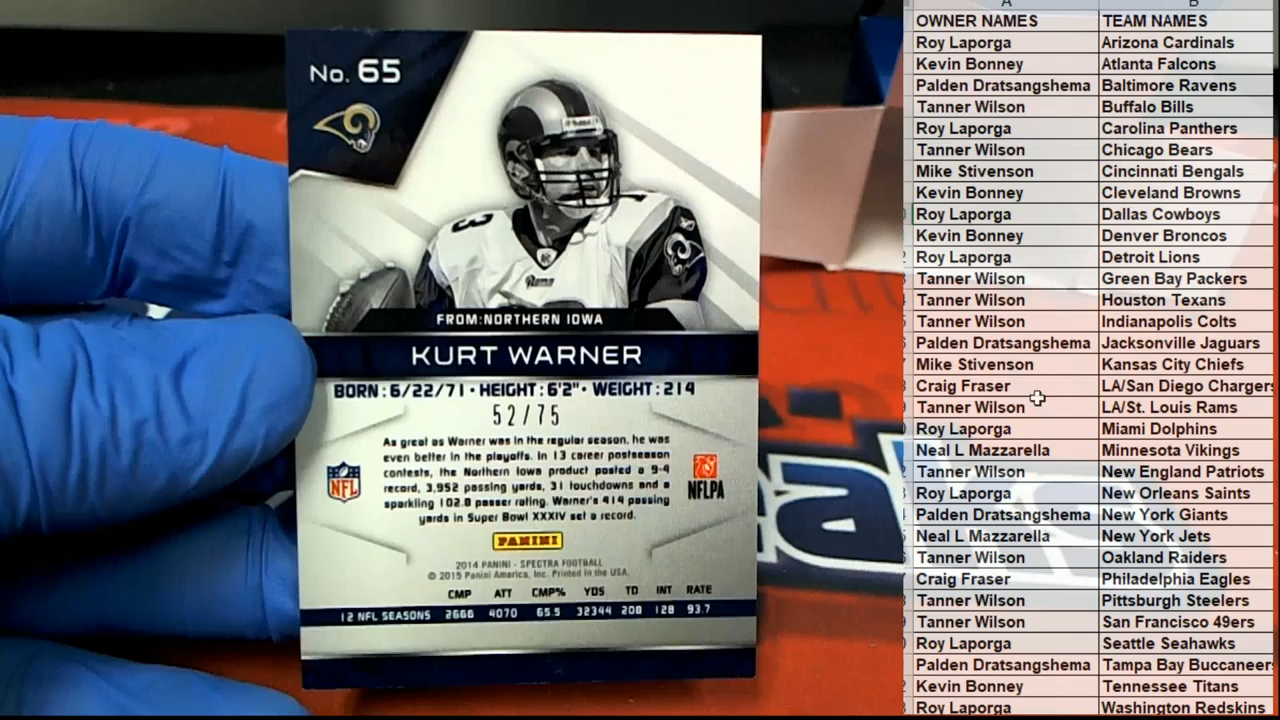 No. 65
Riddell
3
Rams
FROM:NORTHERN IOWA
KURT WARNER
BORN:6/22/71 • HEIGHT:6'2" • WEIGHT:214
52/75
As great as Warner was in the regular season, he was
even better in the playoffs. In 13 career postseason
contests, the Northern Iowa product posted a 9-4
record, 3,952 passing yards, 31 touchdowns and a
sparkling 102.8 passer rating. Warner's 414 passing
yards in Super Bowl XXXIV set a record.
NFL
NFLPA
PANINI
2014 PANINI - SPECTRA FOOTBALL
© 2015 Panini America, Inc. Printed in the USA.
CMP ATT CMP% YDS TD INT RATE
12 NFL SEASONS 2666 4070 65.5 32344 208 128 93.7
A B
OWNER NAMES TEAM NAMES
Roy Laporga Arizona Cardinals
Kevin Bonney Atlanta Falcons
Palden Dratsangshema Baltimore Ravens
Tanner Wilson Buffalo Bills
Roy Laporga Carolina Panthers
Tanner Wilson Chicago Bears
Mike Stivenson Cincinnati Bengals
Kevin Bonney Cleveland Browns
Roy Laporga Dallas Cowboys
Kevin Bonney Denver Broncos
Roy Laporga Detroit Lions
Tanner Wilson Green Bay Packers
Tanner Wilson Houston Texans
Tanner Wilson Indianapolis Colts
Palden Dratsangshema Jacksonville Jaguars
Mike Stivenson Kansas City Chiefs
Craig Fraser LA/San Diego Chargers
Tanner Wilson LA/St. Louis Rams
Roy Laporga Miami Dolphins
Neal L Mazzarella Minnesota Vikings
Tanner Wilson New England Patriots
Roy Laporga New Orleans Saints
Palden Dratsangshema New York Giants
Neal L Mazzarella New York Jets
Tanner Wilson Oakland Raiders
Craig Fraser Philadelphia Eagles
Tanner Wilson Pittsburgh Steelers
Tanner Wilson San Francisco 49ers
Roy Laporga Seattle Seahawks
Palden Dratsangshema Tampa Bay Buccaneers
Kevin Bonney Tennessee Titans
Roy Laporga Washington Redskins